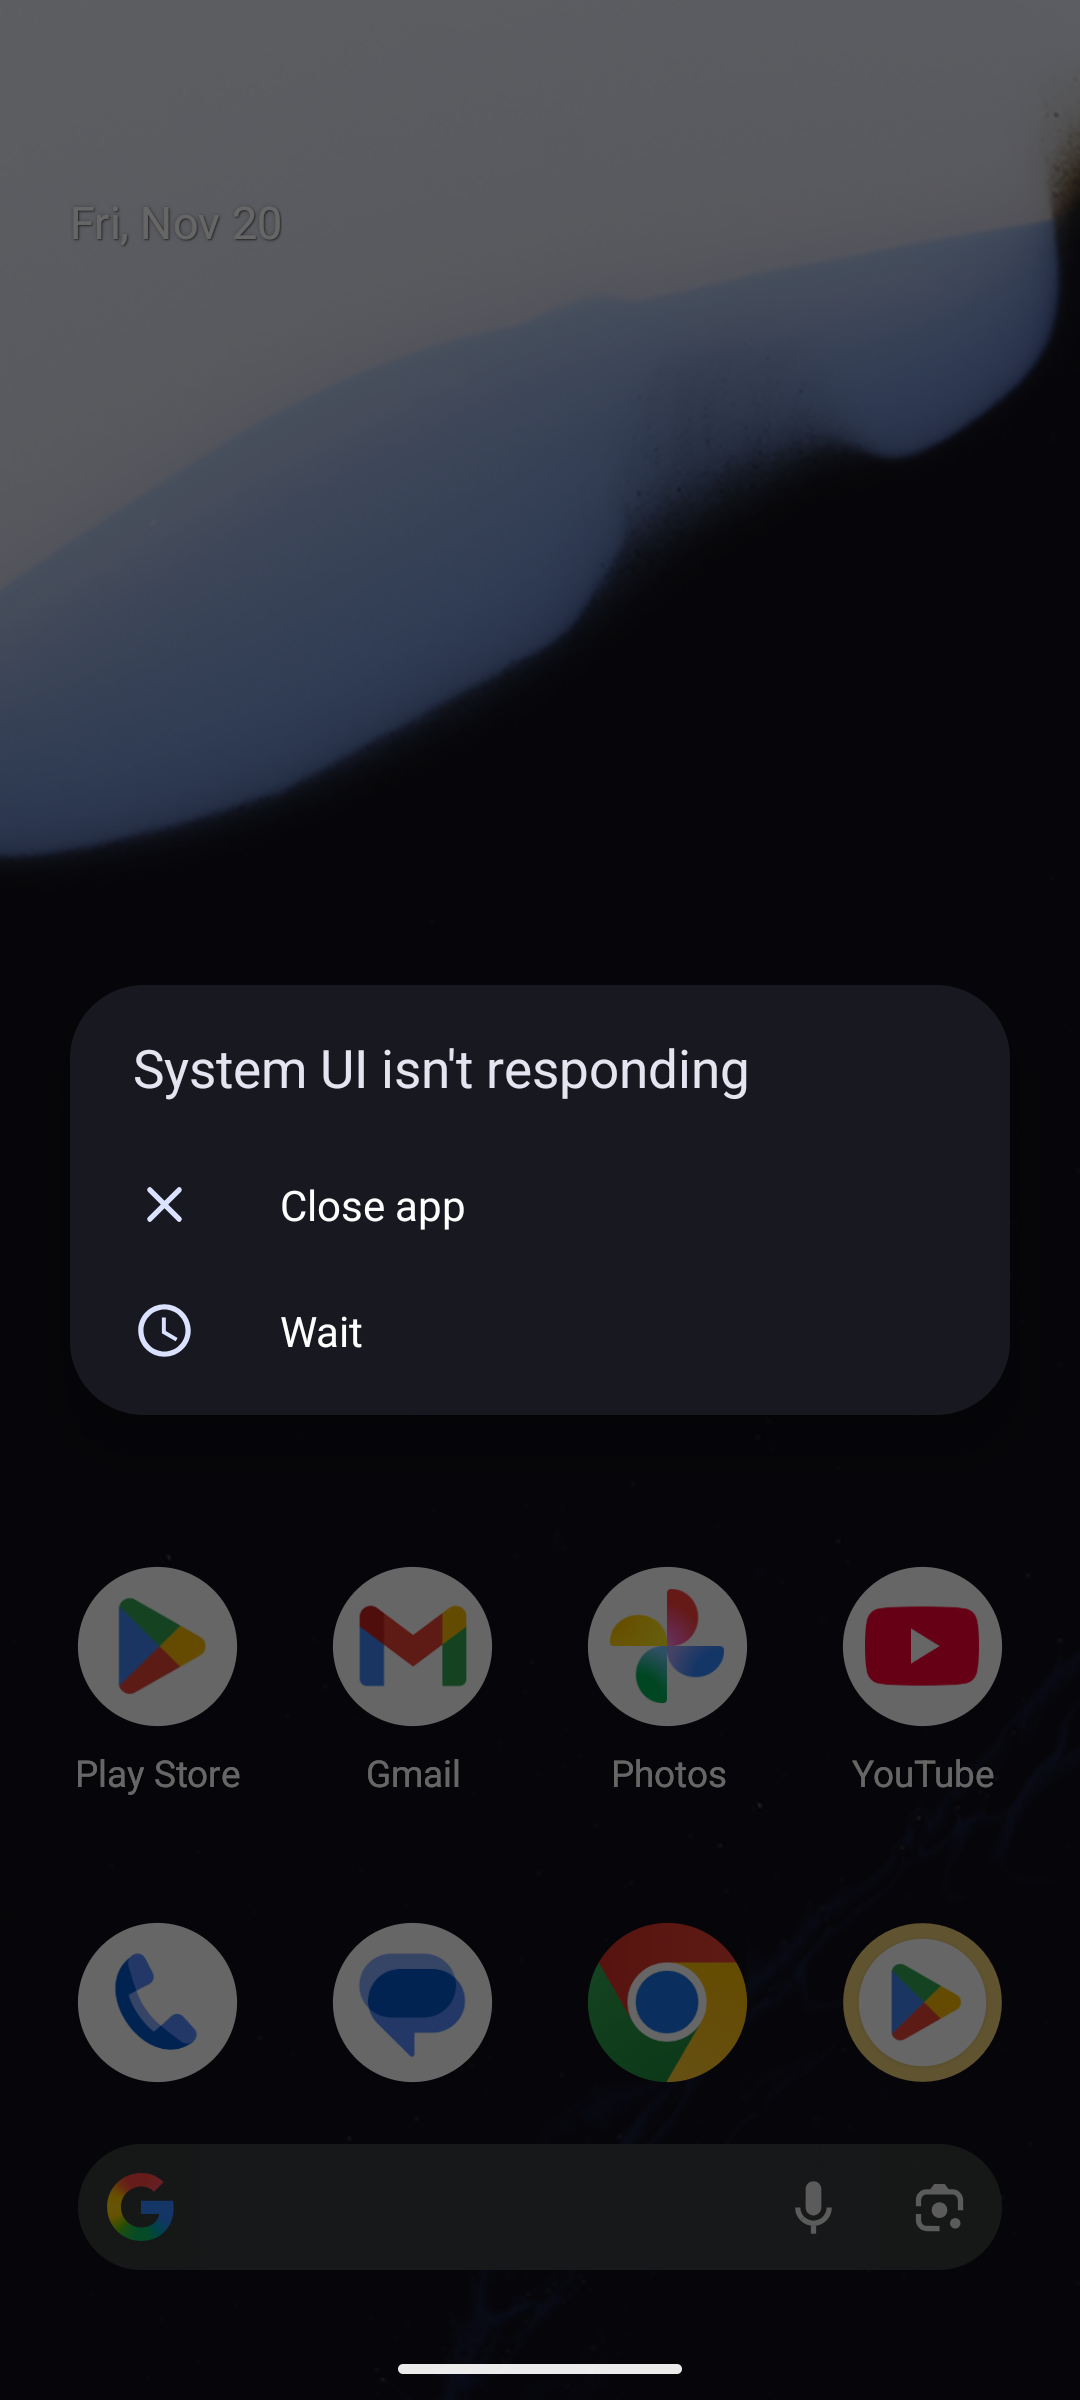 Fri, Nov 20
System UI isn't responding
Close app
Wait
Play Store
Gmail
Photos
YouTube